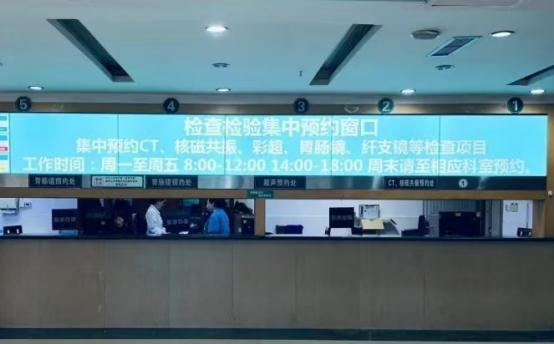 5 4 3 2 1
检查检验集中预约窗口
集中预约CT、核磁共振、彩超、胃肠镜、纤支镜等检查项目
工作时间：周一至周五 8:00-12:00 14:00-18:00 周末请至相应科室预约。
胃肠镜预约处 胃肠镜预约处 超声预约处 CT、核磁共振预约处 1